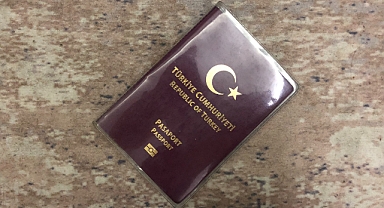 TÜRKİYE CUMHURİYETİ
REPUBLIC OF TURKEY
PASAPORT
PASSPORT